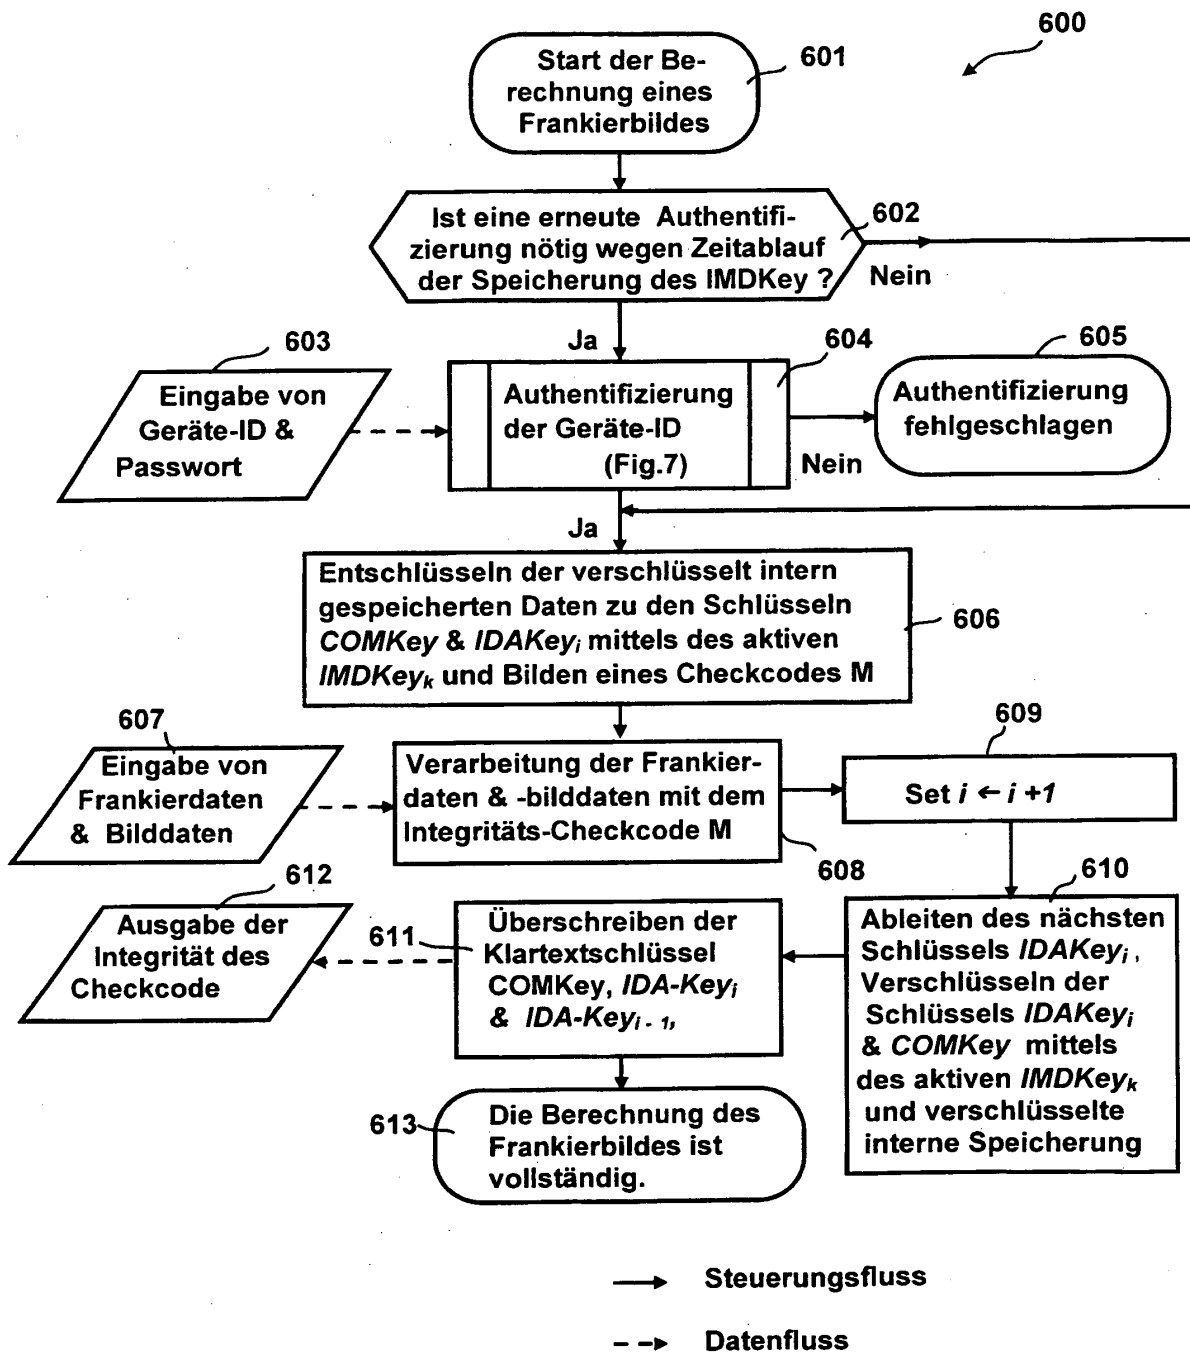 600
601
Start der Be-
rechnung eines
Frankierbildes
602
Ist eine erneute Authentifi-
zierung nötig wegen Zeitablauf
der Speicherung des IMDKey ?
Nein
Ja
603
Eingabe von
Geräte-ID &
Passwort
604
Authentifizierung
der Geräte-ID
(Fig.7)
Nein
605
Authentifizierung
fehlgeschlagen
Ja
Entschlüsseln der verschlüsselt intern
gespeicherten Daten zu den Schlüsseln
COMKey & IDAKeyi mittels des aktiven
IMDKeyk und Bilden eines Checkcodes M
606
607
Eingabe von
Frankierdaten
& Bilddaten
Verarbeitung der Frankier-
daten & -bilddaten mit dem
Integritäts-Checkcode M
608
609
Set i ← i +1
610
Ableiten des nächsten
Schlüssels IDAKeyi,
Verschlüsseln der
Schlüssels IDAKeyi
& COMKey mittels
des aktiven IMDKeyk
und verschlüsselte
interne Speicherung
611
Überschreiben der
Klartextschlüssel
COMKey, IDA-Keyi
& IDA-Keyi - 1,
612
Ausgabe der
Integrität des
Checkcode
613
Die Berechnung des
Frankierbildes ist
vollständig.
Steuerungsfluss
Datenfluss